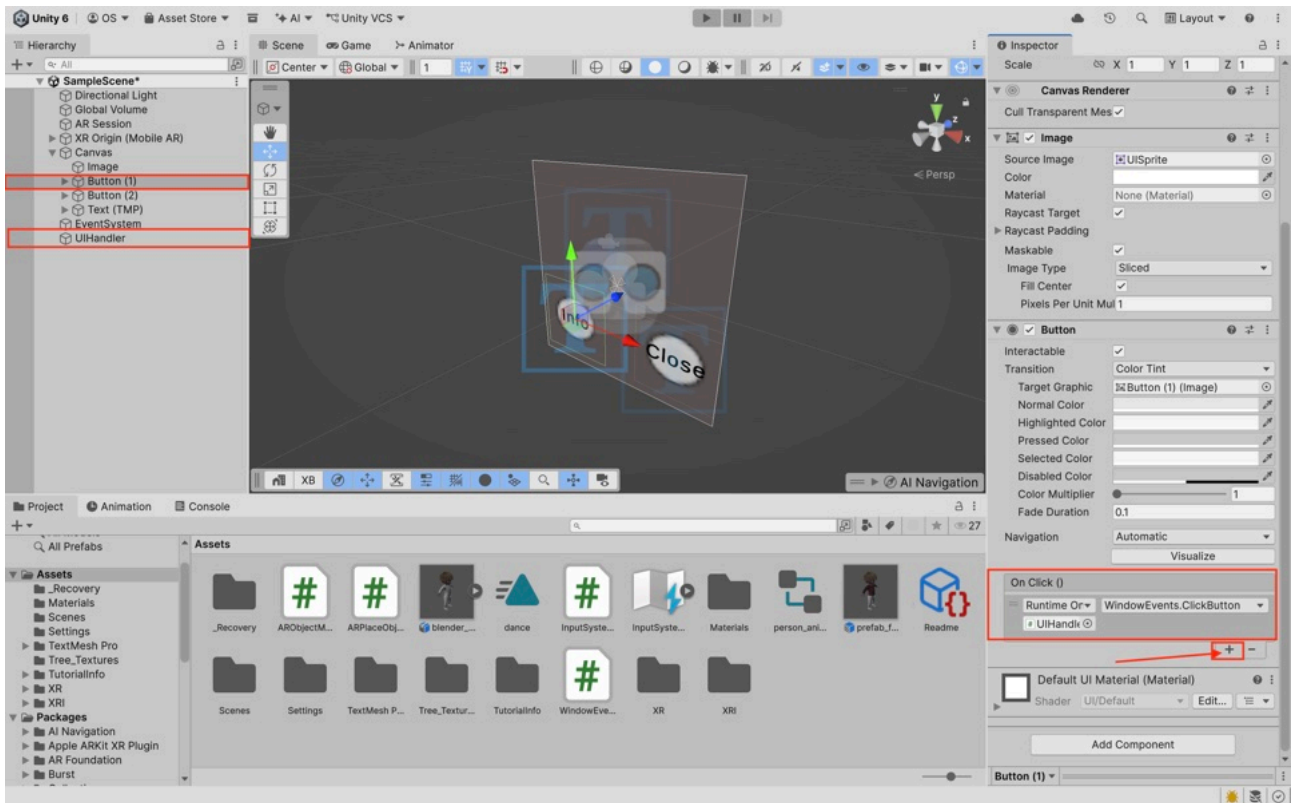 Unity 6 OS Asset Store AI Unity VCS Layout
Hierarchy
All
SampleScene*
Directional Light
Global Volume
AR Session
XR Origin (Mobile AR)
Canvas
Image
Button (1)
Button (2)
Text (TMP)
EventSystem
UIHandler
Scene Game Animator
Center Global 1
y
z
x
Persp
Info
Close
XB
AI Navigation
Inspector
Scale X 1 Y 1 Z 1
Canvas Renderer
Cull Transparent Mes
Image
Source Image UISprite
Color
Material None (Material)
Raycast Target
Raycast Padding
Maskable
Image Type Sliced
Fill Center
Pixels Per Unit Mul 1
Button
Interactable
Transition Color Tint
Target Graphic Button (1) (Image)
Normal Color
Highlighted Color
Pressed Color
Selected Color
Disabled Color
Color Multiplier 1
Fade Duration 0.1
Navigation Automatic
Visualize
On Click ()
Runtime Or WindowEvents.ClickButton
UIHandle
+ -
Default UI Material (Material)
Shader UI/Default Edit...
Add Component
Button (1)
Project Animation Console
27
All Prefabs
Assets
_Recovery
Materials
Scenes
Settings
TextMesh Pro
Tree_Textures
TutorialInfo
XR
XRI
Packages
AI Navigation
Apple ARKit XR Plugin
AR Foundation
Burst
Assets
_Recovery ARObjectM... ARPlaceObj... blender_... dance InputSyste... InputSyste... Materials person_ani... prefab_f... Readme
Scenes Settings TextMesh P... Tree_Textur... TutorialInfo WindowEve... XR XRI